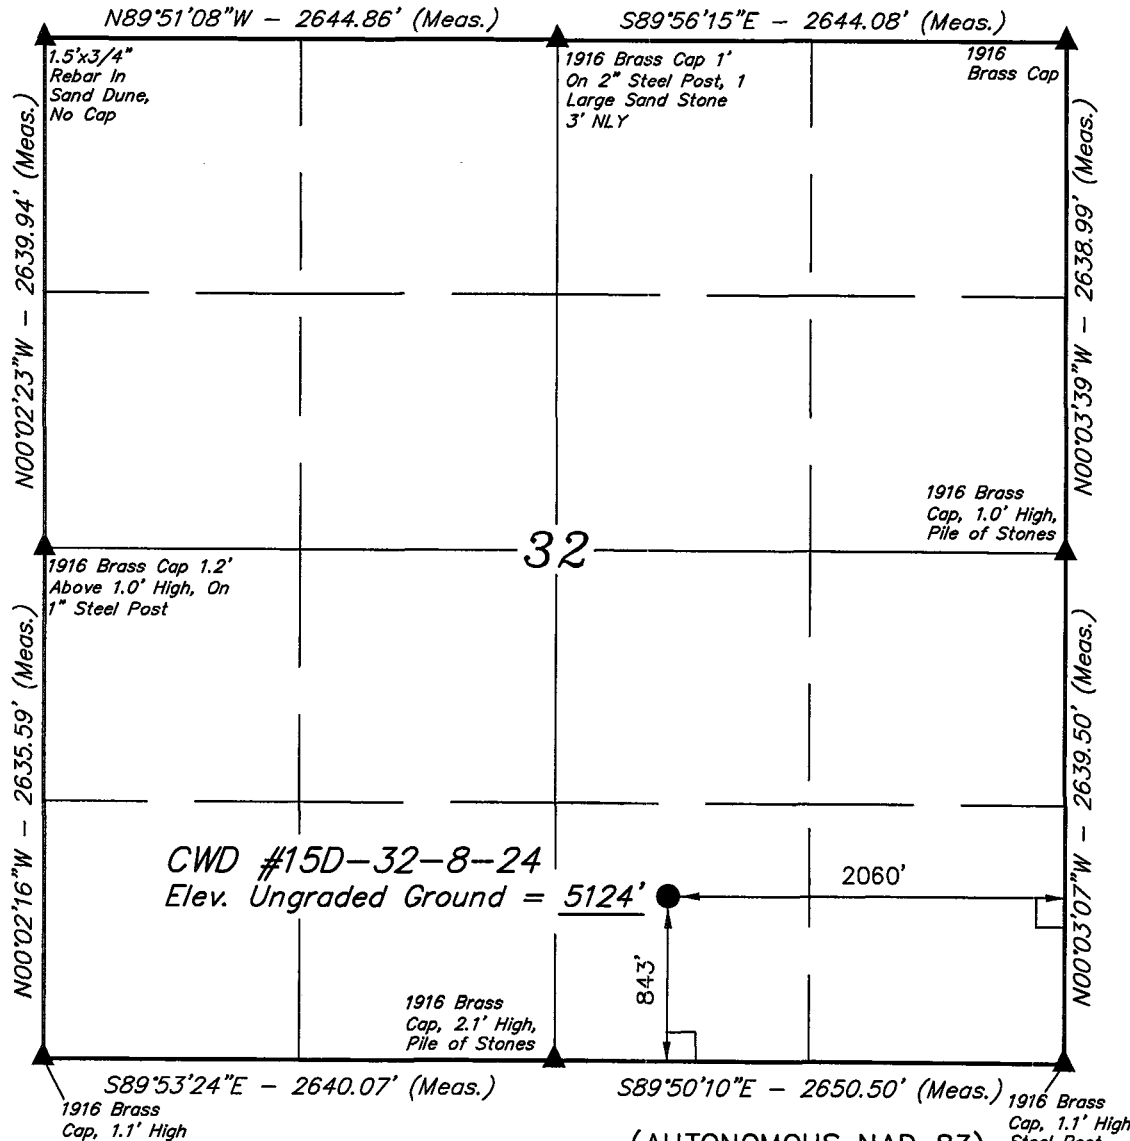 N89°51'08"W - 2644.86' (Meas.)
S89°56'15"E - 2644.08' (Meas.)
1.5'x3/4"
Rebar In
Sand Dune,
No Cap
1916 Brass Cap 1'
On 2" Steel Post, 1
Large Sand Stone
3' NLY
1916
Brass Cap
N00°02'23"W - 2639.94' (Meas.)
N00°03'39"W - 2638.99' (Meas.)
1916 Brass
Cap, 1.0' High,
Pile of Stones
32
1916 Brass Cap 1.2'
Above 1.0' High, On
1" Steel Post
N00°02'16"W - 2635.59' (Meas.)
N00°03'07"W - 2639.50' (Meas.)
CWD #15D-32-8-24
Elev. Ungraded Ground = 5124'
2060'
843'
1916 Brass
Cap, 2.1' High,
Pile of Stones
S89°53'24"E - 2640.07' (Meas.)
S89°50'10"E - 2650.50' (Meas.)
1916 Brass
Cap, 1.1' High
1916 Brass
Cap, 1.1' High
(AUTONOMOUS NAD 83)
Steel Post